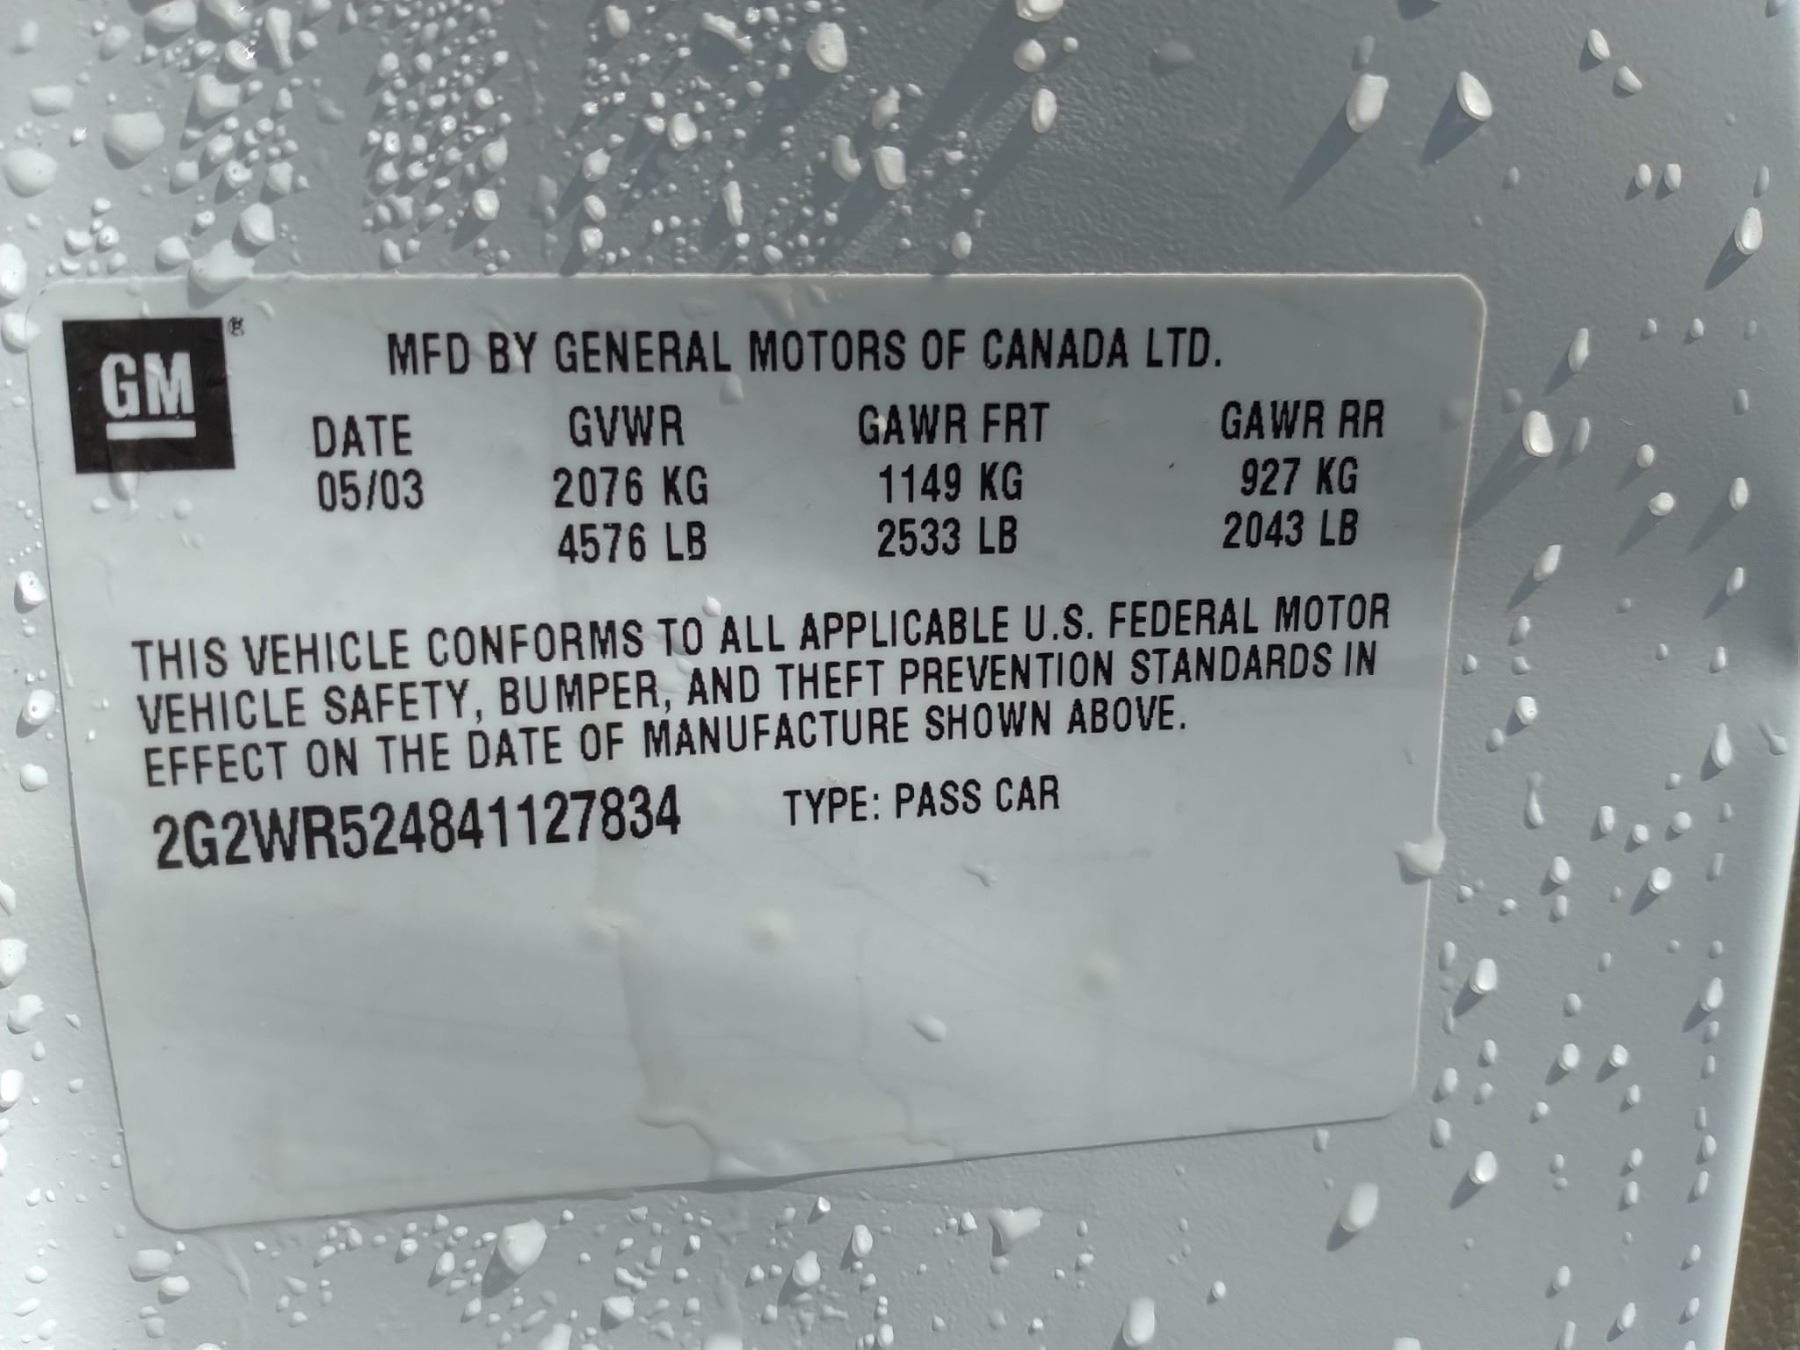 GM ®
MFD BY GENERAL MOTORS OF CANADA LTD.
DATE GVWR GAWR FRT GAWR RR
05/03 2076 KG 1149 KG 927 KG
4576 LB 2533 LB 2043 LB
THIS VEHICLE CONFORMS TO ALL APPLICABLE U.S. FEDERAL MOTOR
VEHICLE SAFETY, BUMPER, AND THEFT PREVENTION STANDARDS IN
EFFECT ON THE DATE OF MANUFACTURE SHOWN ABOVE.
2G2WR524841127834 TYPE: PASS CAR